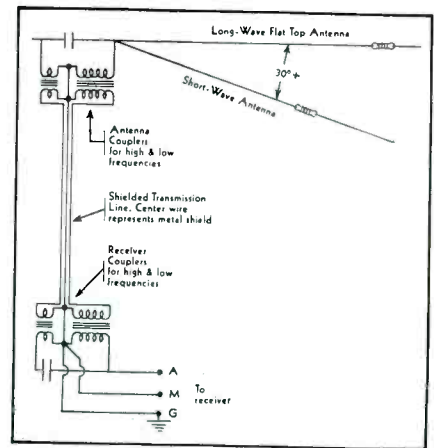 Long-Wave Flat Top Antenna
30°+
Short-Wave Antenna
Antenna
Couplers
for high & low
frequencies
Shielded Transmission
Line. Center wire
represents metal shield
Receiver
Couplers
for high & low
frequencies
A
M
G
To
receiver